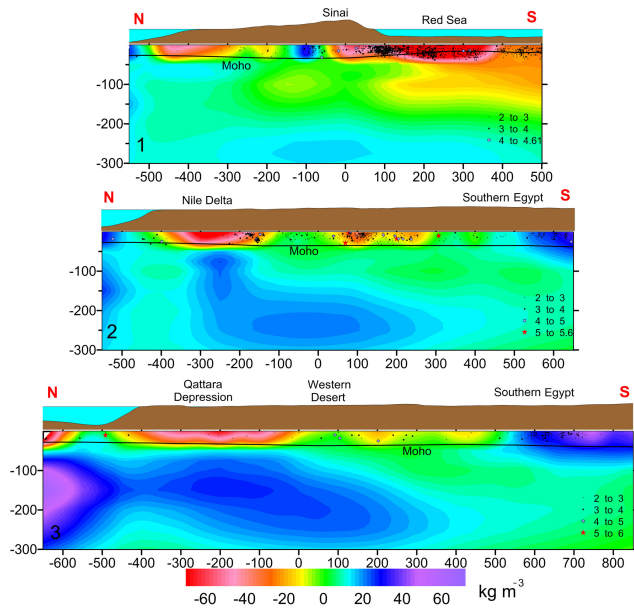 N Sinai Red Sea S
Moho
-100
-200
-300
1
2 to 3
3 to 4
4 to 4.61
-500 -400 -300 -200 -100 0 100 200 300 400 500
N Nile Delta Southern Egypt S
Moho
-100
-200
-300
2
2 to 3
3 to 4
4 to 5
5 to 5.6
-500 -400 -300 -200 -100 0 100 200 300 400 500 600
N Qattara Depression Western Desert Southern Egypt S
Moho
-100
-200
-300
3
2 to 3
3 to 4
4 to 5
5 to 6
-600 -500 -400 -300 -200 -100 0 100 200 300 400 500 600 700 800
-60 -40 -20 0 20 40 60 kg m⁻³